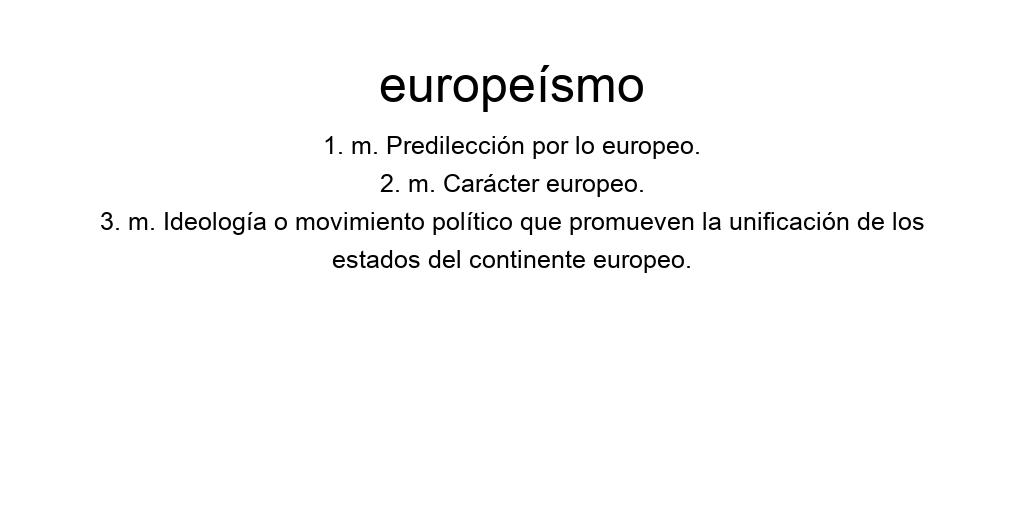 europeísmo
1. m. Predilección por lo europeo.
2. m. Carácter europeo.
3. m. Ideología o movimiento político que promueven la unificación de los
estados del continente europeo.